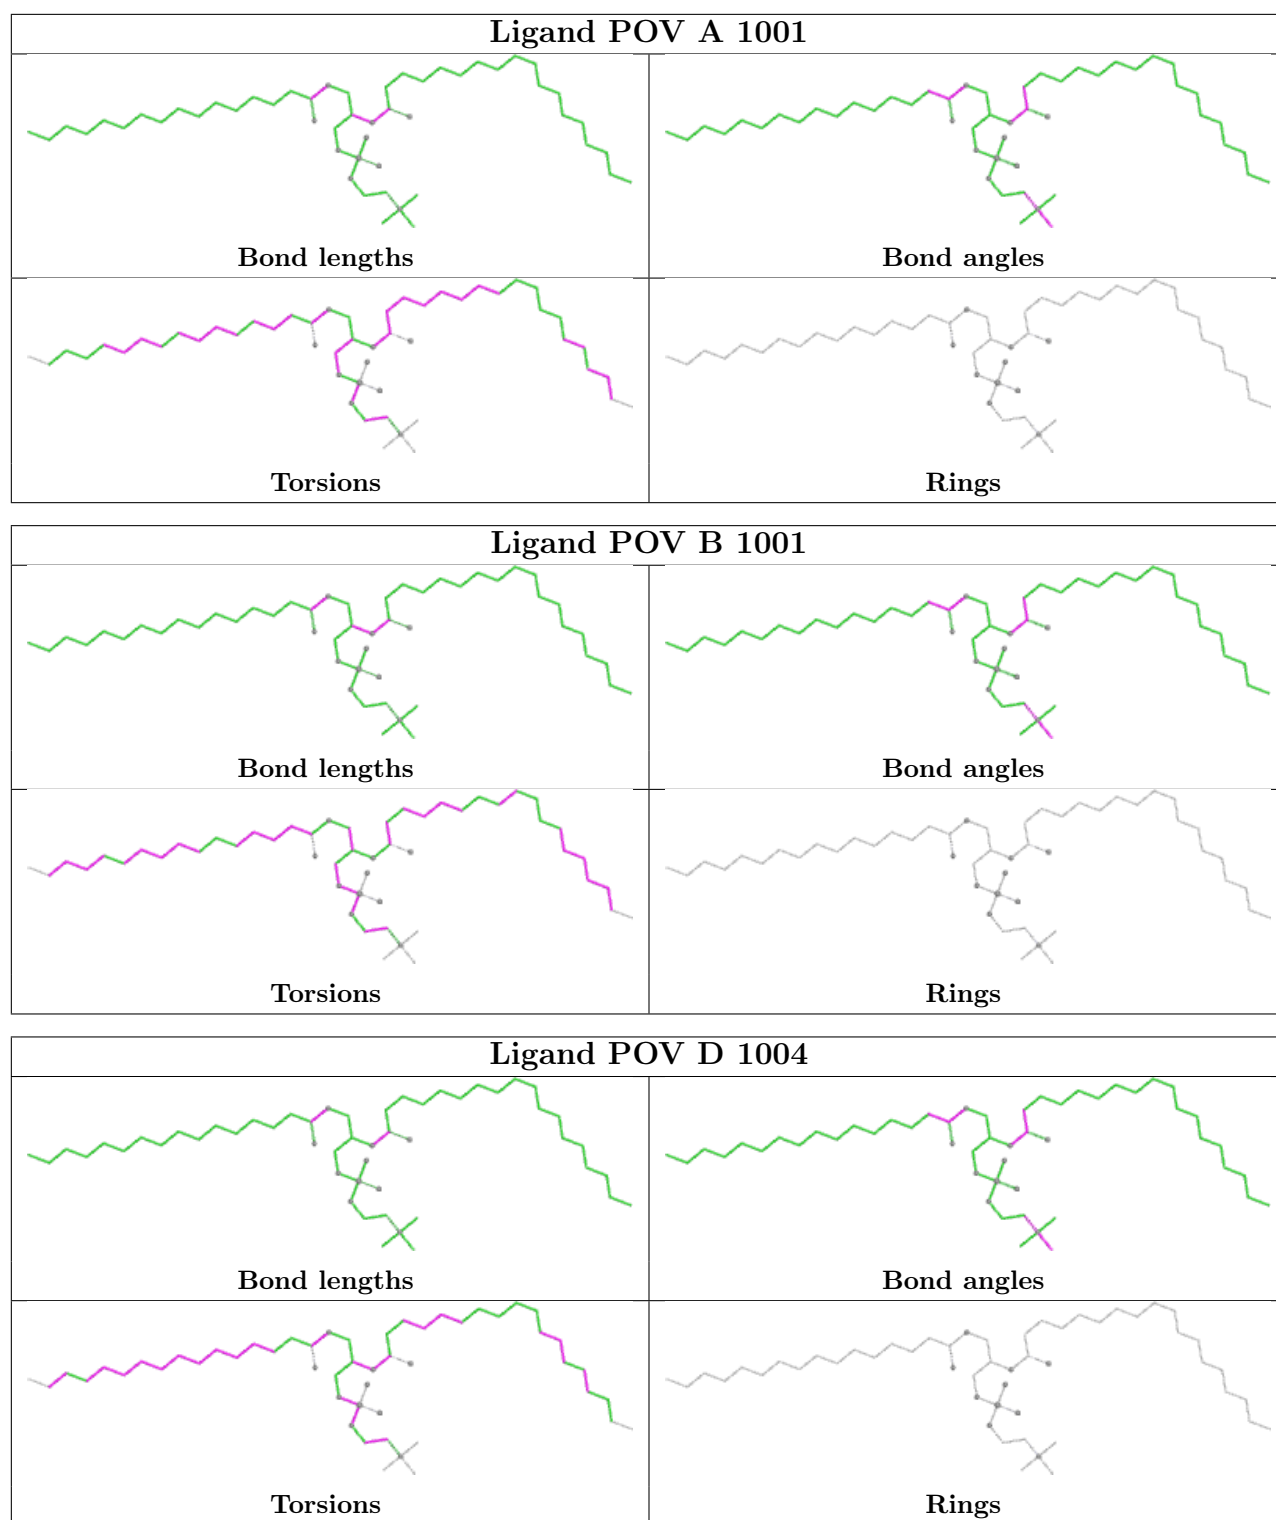 Ligand POV A 1001
Bond lengths
Bond angles
Torsions
Rings
Ligand POV B 1001
Bond lengths
Bond angles
Torsions
Rings
Ligand POV D 1004
Bond lengths
Bond angles
Torsions
Rings